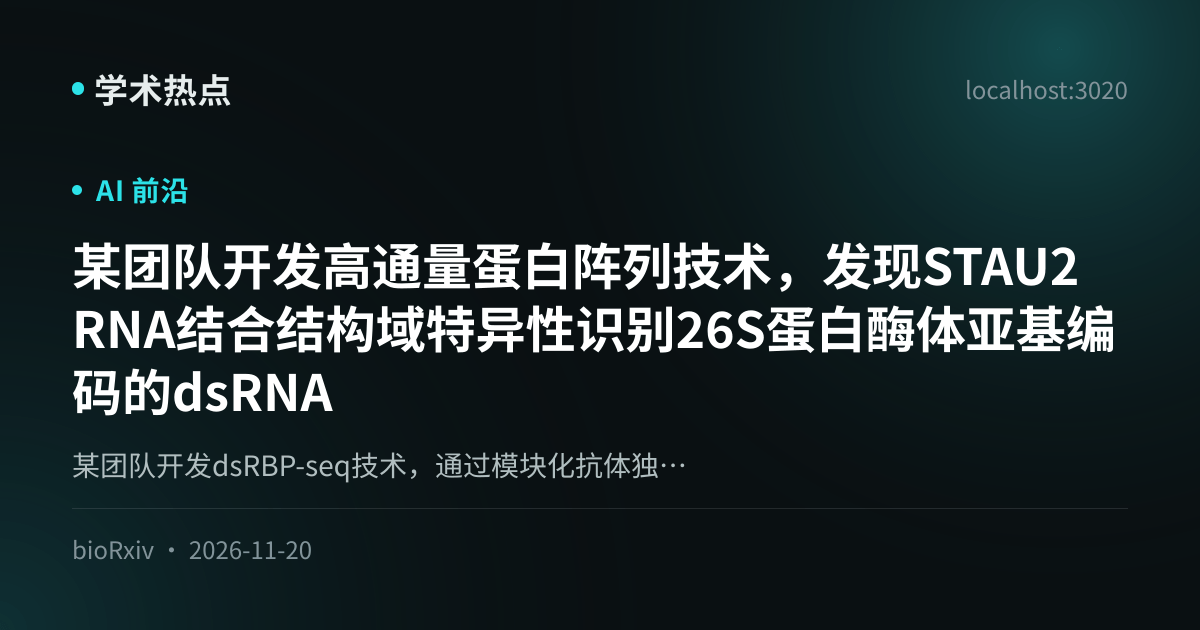 学术热点
localhost:3020
AI 前沿
某团队开发高通量蛋白阵列技术，发现STAU2
RNA结合结构域特异性识别26S蛋白酶体亚基编
码的dsRNA
某团队开发dsRBP-seq技术，通过模块化抗体独…
bioRxiv · 2026-11-20